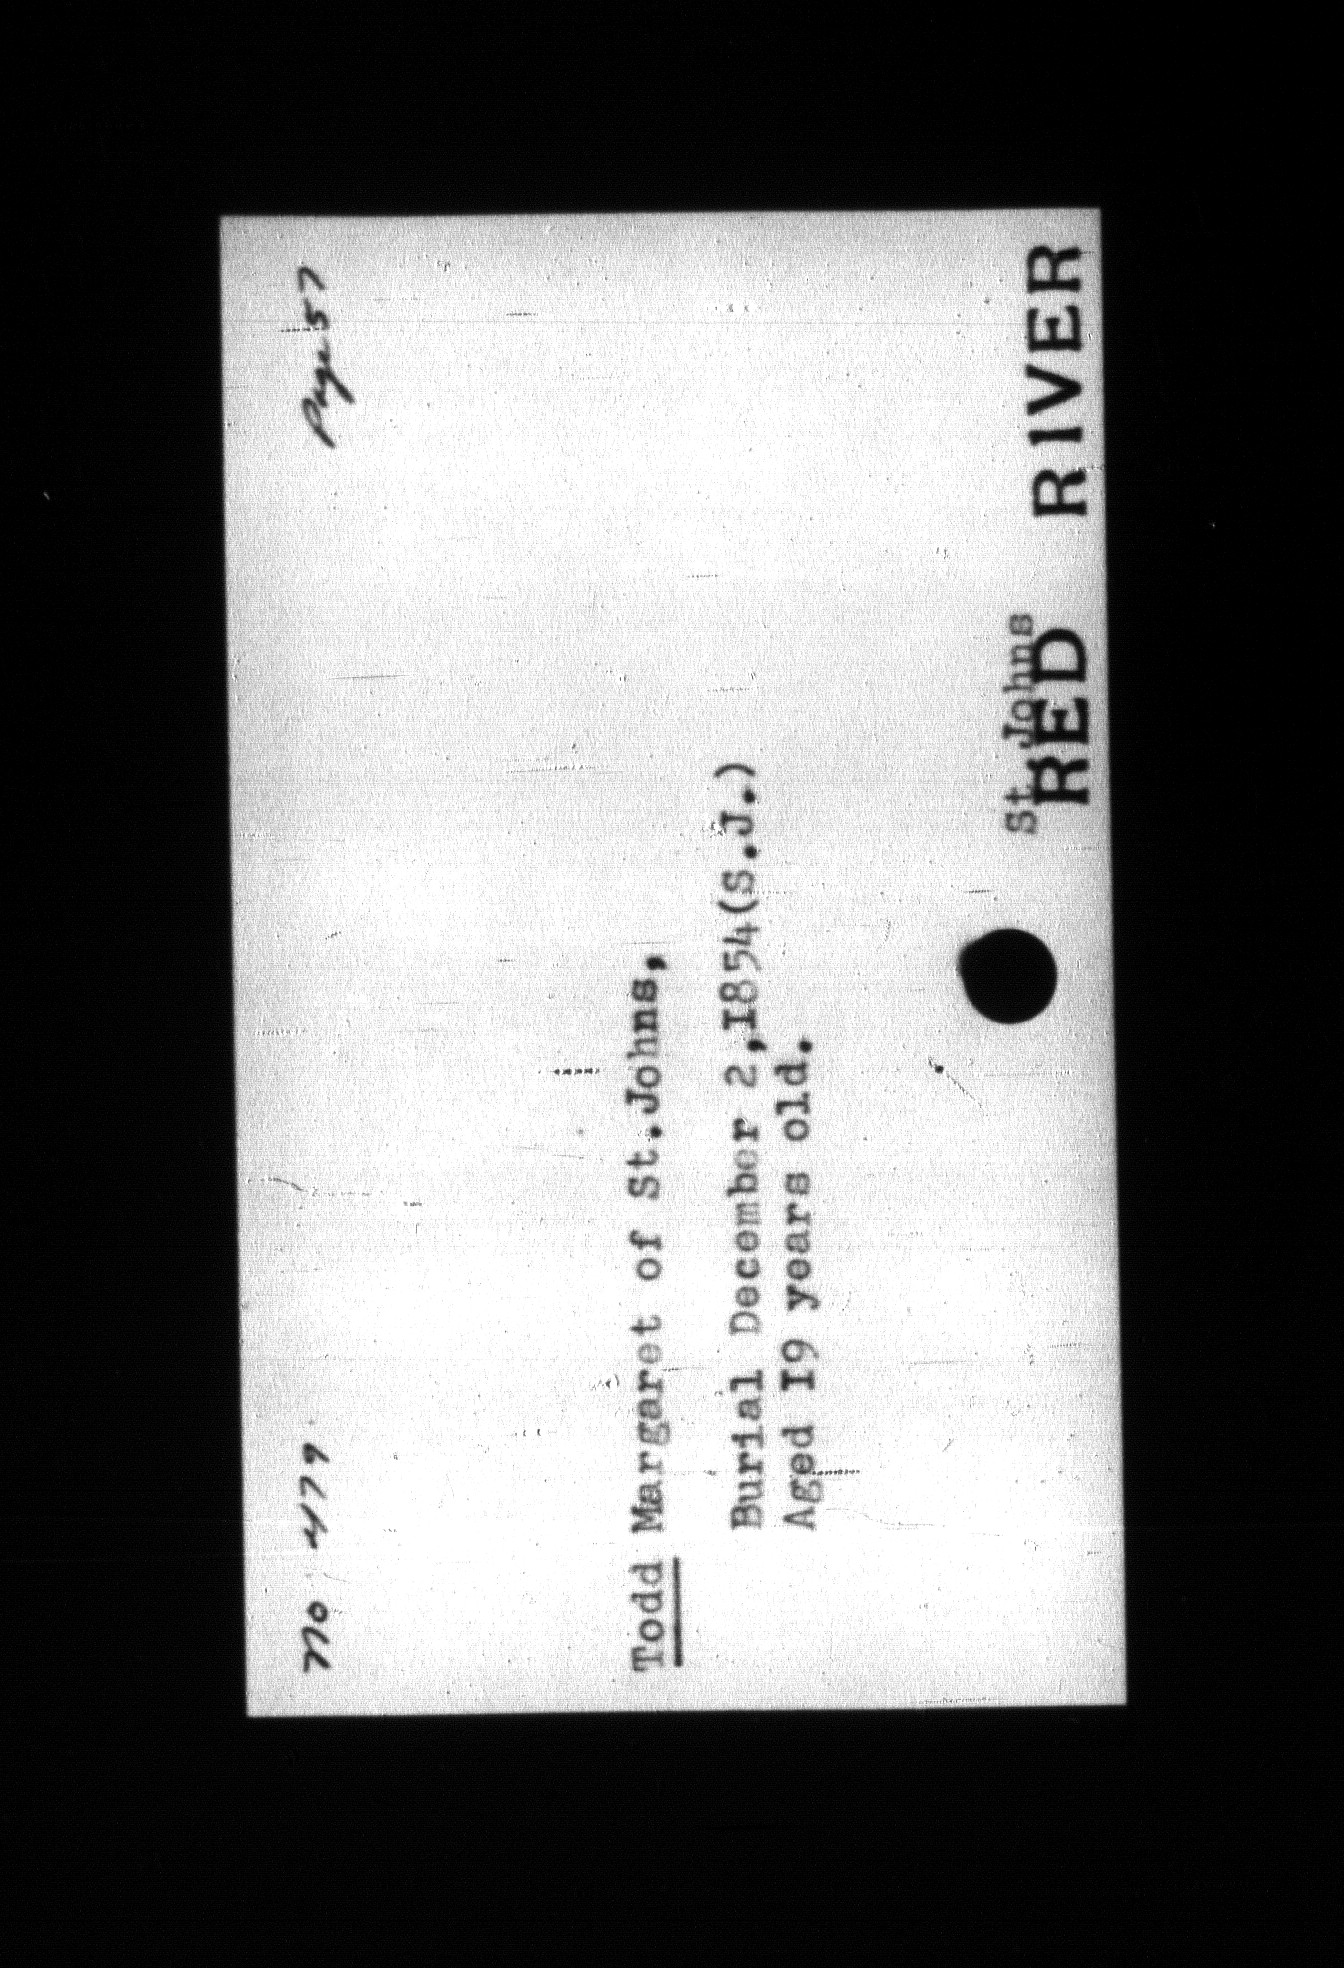 No 479
Page 57
Todd Margaret of St.Johns,
Burial December 2,I854(S.J.)
Aged I9 years old.
St. Johns
RED RIVER